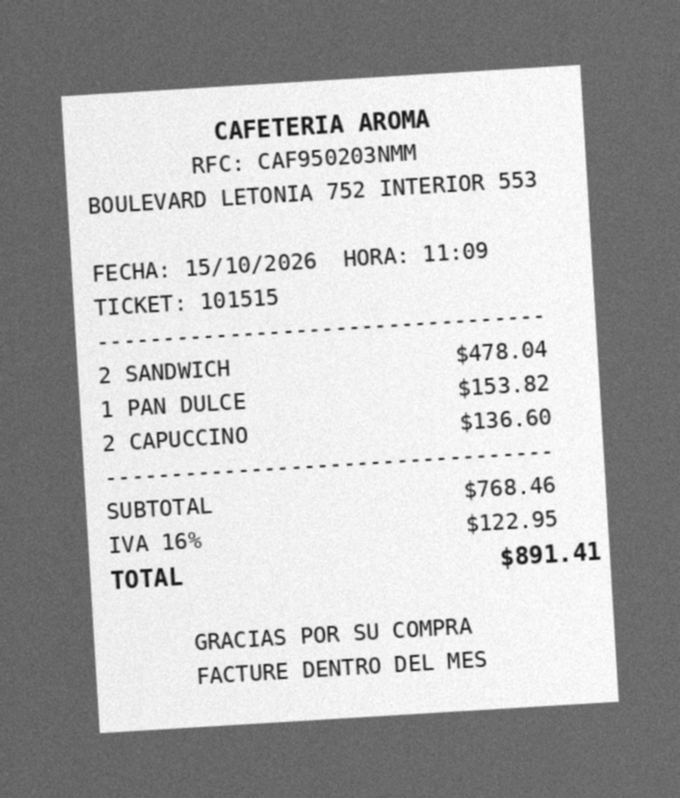 CAFETERIA AROMA
RFC: CAF950203NMM
BOULEVARD LETONIA 752 INTERIOR 553
FECHA: 15/10/2026 HORA: 11:09
TICKET: 101515
----------------------------------
2 SANDWICH $478.04
1 PAN DULCE $153.82
2 CAPUCCINO $136.60
----------------------------------
SUBTOTAL $768.46
IVA 16% $122.95
TOTAL $891.41
GRACIAS POR SU COMPRA
FACTURE DENTRO DEL MES